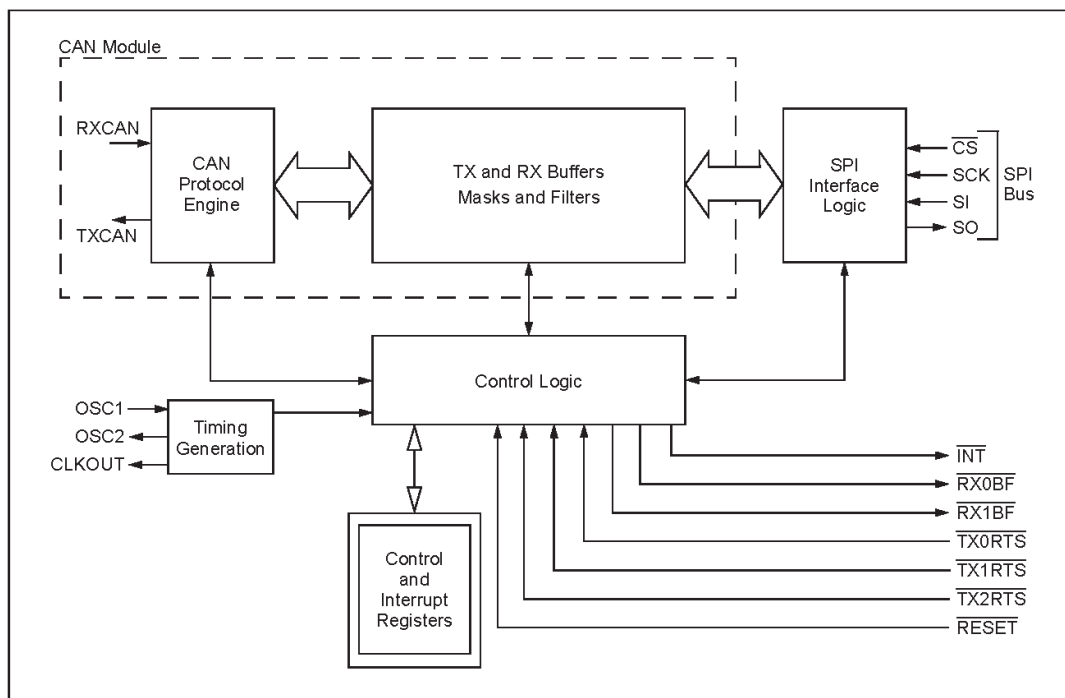 CAN Module
RXCAN
TXCAN
CAN
Protocol
Engine
TX and RX Buffers
Masks and Filters
SPI
Interface
Logic
CS
SCK
SI
SO
SPI
Bus
Control Logic
OSC1
OSC2
CLKOUT
Timing
Generation
Control
and
Interrupt
Registers
INT
RX0BF
RX1BF
TX0RTS
TX1RTS
TX2RTS
RESET